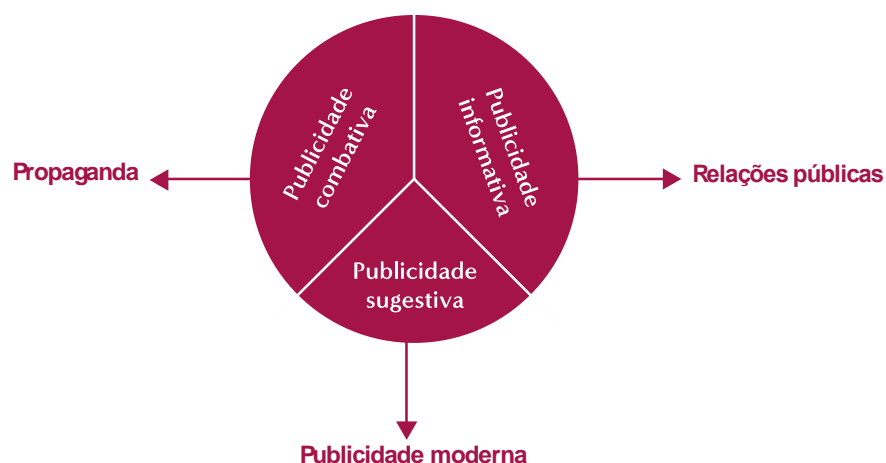 Publicidade
combativa
Publicidade
informativa
Propaganda
Relações públicas
Publicidade
sugestiva
Publicidade moderna